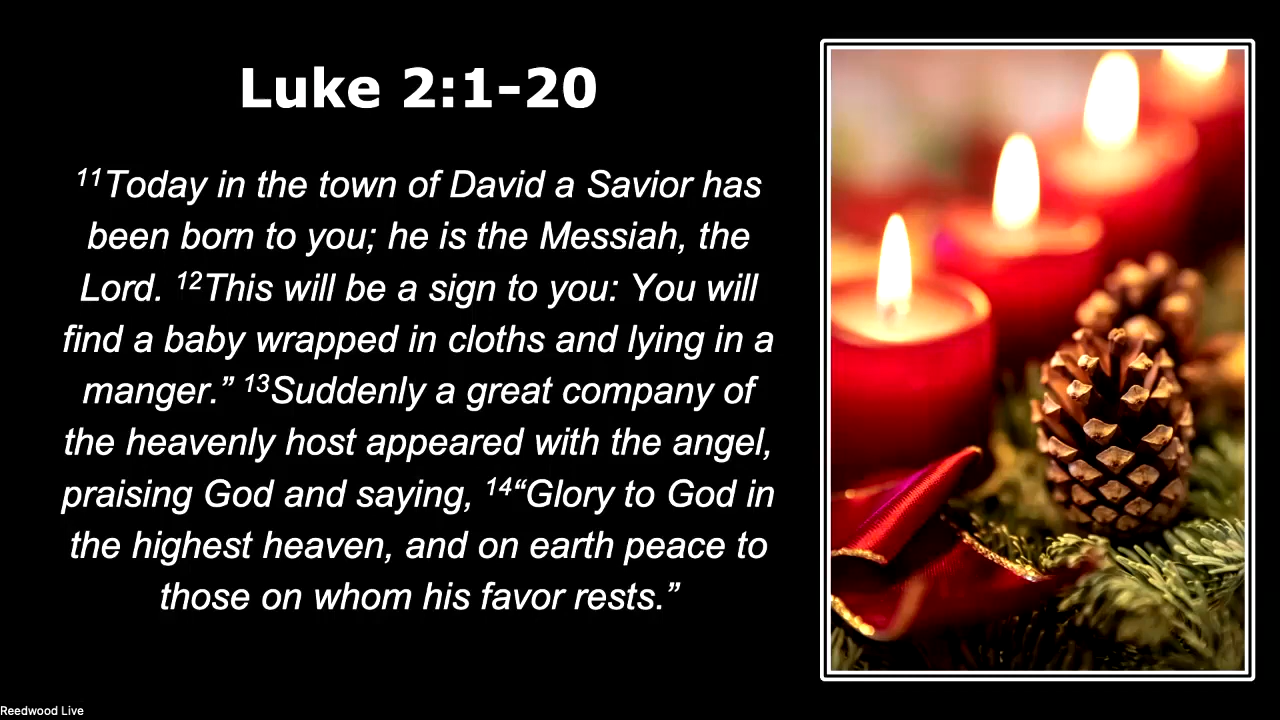 Luke 2:1-20
¹¹Today in the town of David a Savior has
been born to you; he is the Messiah, the
Lord. ¹²This will be a sign to you: You will
find a baby wrapped in cloths and lying in a
manger.” ¹³Suddenly a great company of
the heavenly host appeared with the angel,
praising God and saying, ¹⁴“Glory to God in
the highest heaven, and on earth peace to
those on whom his favor rests.”
Reedwood Live